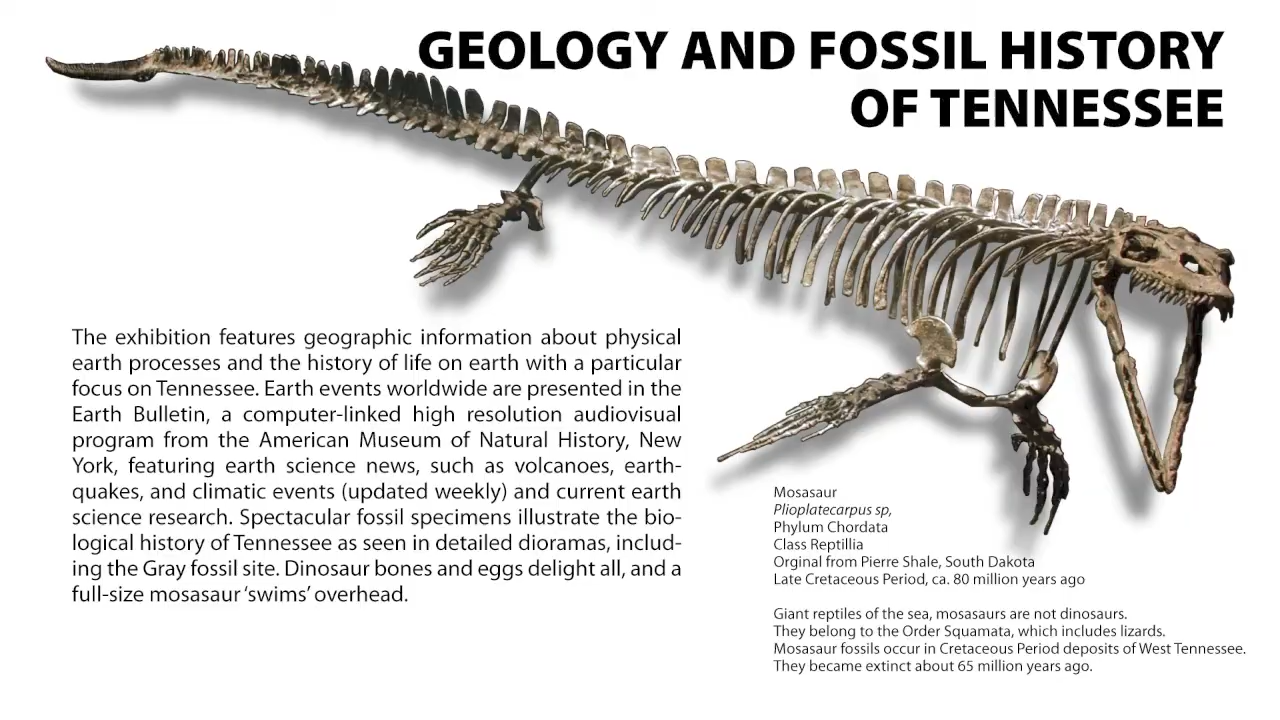 GEOLOGY AND FOSSIL HISTORY
OF TENNESSEE
The exhibition features geographic information about physical
earth processes and the history of life on earth with a particular
focus on Tennessee. Earth events worldwide are presented in the
Earth Bulletin, a computer-linked high resolution audiovisual
program from the American Museum of Natural History, New
York, featuring earth science news, such as volcanoes, earth-
quakes, and climatic events (updated weekly) and current earth
science research. Spectacular fossil specimens illustrate the bio-
logical history of Tennessee as seen in detailed dioramas, includ-
ing the Gray fossil site. Dinosaur bones and eggs delight all, and a
full-size mosasaur ‘swims’ overhead.
Mosasaur
Plioplatecarpus sp,
Phylum Chordata
Class Reptillia
Orginal from Pierre Shale, South Dakota
Late Cretaceous Period, ca. 80 million years ago
Giant reptiles of the sea, mosasaurs are not dinosaurs.
They belong to the Order Squamata, which includes lizards.
Mosasaur fossils occur in Cretaceous Period deposits of West Tennessee.
They became extinct about 65 million years ago.